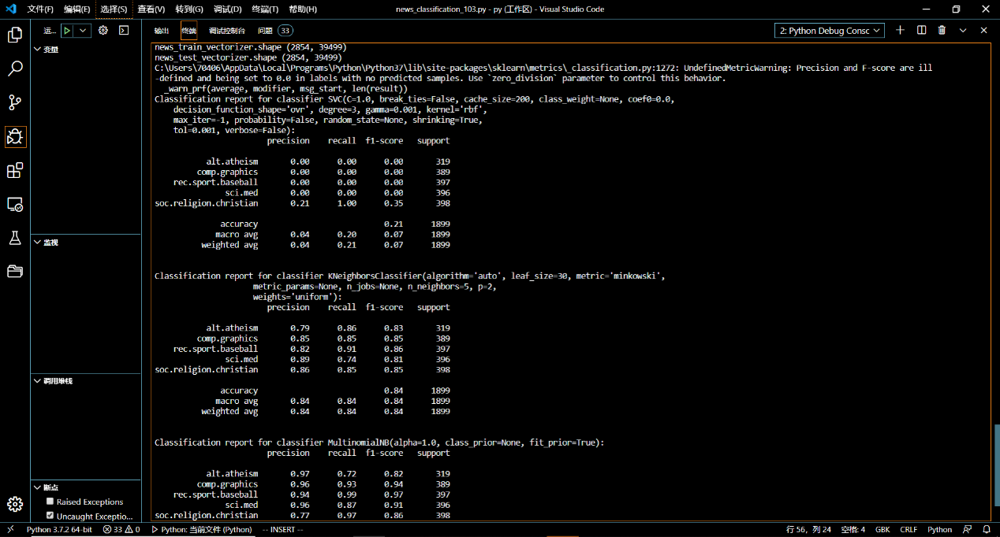 文件(F) 编辑(E) 选择(S) 查看(V) 转到(G) 调试(D) 终端(T) 帮助(H) news_classification_103.py - py (工作区) - Visual Studio Code
运... 输出 终端 调试控制台 问题 33 2: Python Debug Consc
变量
监视
调用堆栈
断点
Raised Exceptions
Uncaught Exceptio...
news_train_vectorizer.shape (2854, 39499)
news_test_vectorizer.shape (2854, 39499)
C:\Users\70406\AppData\Local\Programs\Python\Python37\lib\site-packages\sklearn\metrics\_classification.py:1272: UndefinedMetricWarning: Precision and F-score are ill
-defined and being set to 0.0 in labels with no predicted samples. Use `zero_division` parameter to control this behavior.
_warn_prf(average, modifier, msg_start, len(result))
Classification report for classifier SVC(C=1.0, break_ties=False, cache_size=200, class_weight=None, coef0=0.0,
decision_function_shape='ovr', degree=3, gamma=0.001, kernel='rbf',
max_iter=-1, probability=False, random_state=None, shrinking=True,
tol=0.001, verbose=False):
precision recall f1-score support
alt.atheism 0.00 0.00 0.00 319
comp.graphics 0.00 0.00 0.00 389
rec.sport.baseball 0.00 0.00 0.00 397
sci.med 0.00 0.00 0.00 396
soc.religion.christian 0.21 1.00 0.35 398
accuracy 0.21 1899
macro avg 0.04 0.20 0.07 1899
weighted avg 0.04 0.21 0.07 1899
Classification report for classifier KNeighborsClassifier(algorithm='auto', leaf_size=30, metric='minkowski',
metric_params=None, n_jobs=None, n_neighbors=5, p=2,
weights='uniform'):
precision recall f1-score support
alt.atheism 0.79 0.86 0.83 319
comp.graphics 0.85 0.85 0.85 389
rec.sport.baseball 0.82 0.91 0.86 397
sci.med 0.89 0.74 0.81 396
soc.religion.christian 0.86 0.85 0.85 398
accuracy 0.84 1899
macro avg 0.84 0.84 0.84 1899
weighted avg 0.84 0.84 0.84 1899
Classification report for classifier MultinomialNB(alpha=1.0, class_prior=None, fit_prior=True):
precision recall f1-score support
alt.atheism 0.97 0.72 0.82 319
comp.graphics 0.96 0.93 0.94 389
rec.sport.baseball 0.94 0.99 0.97 397
sci.med 0.96 0.87 0.91 396
soc.religion.christian 0.77 0.97 0.86 398
Python 3.7.2 64-bit 33 0 Python: 当前文件 (Python) -- INSERT -- 行 56，列 24 空格: 4 GBK CRLF Python